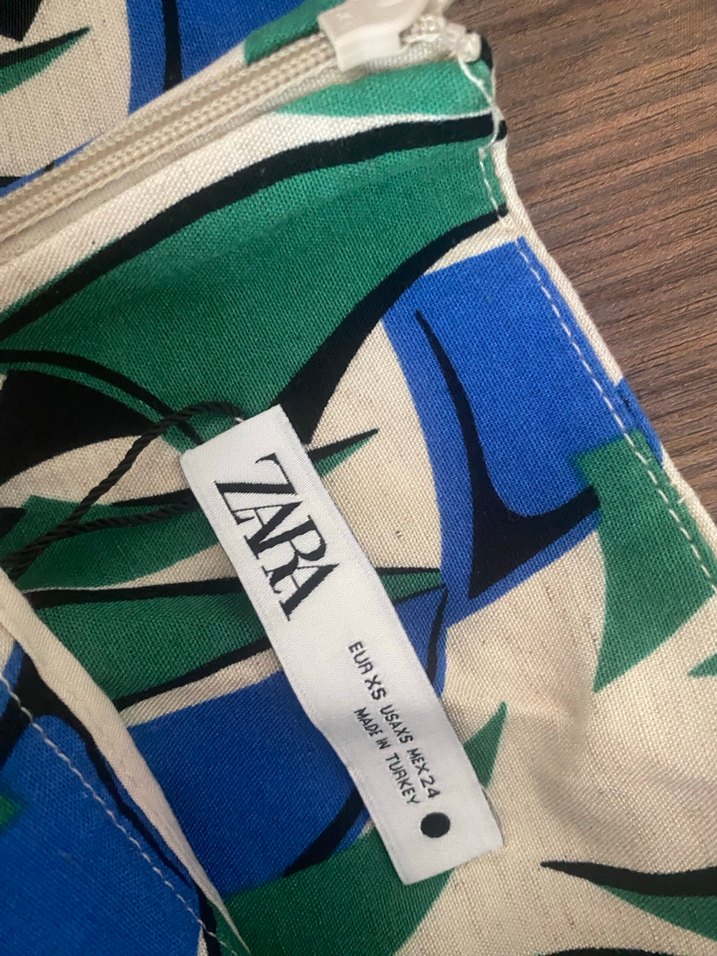 ZARA
EUR XS USA XS MEX 24
MADE IN TURKEY